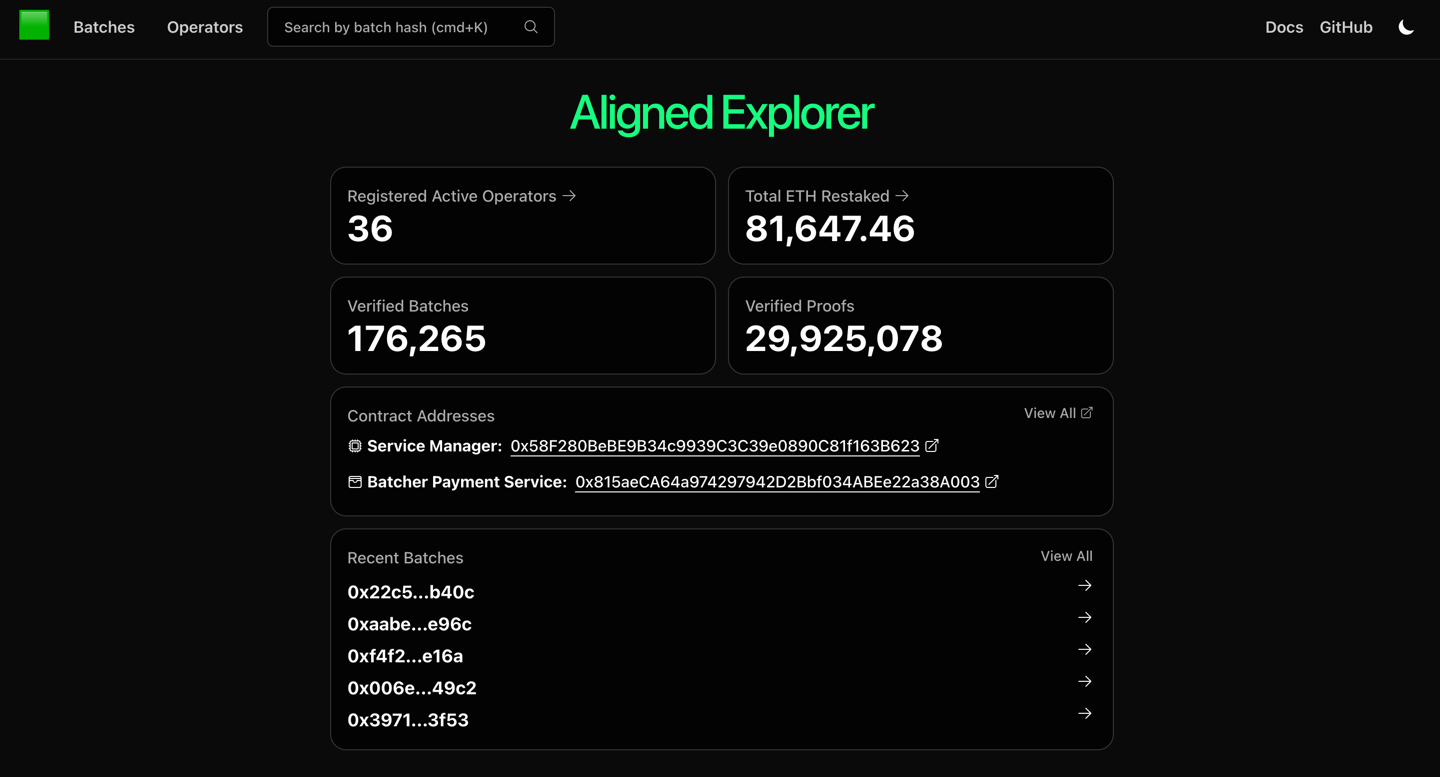 Batches Operators Search by batch hash (cmd+K) Docs GitHub
Aligned Explorer
Registered Active Operators →
36
Total ETH Restaked →
81,647.46
Verified Batches
176,265
Verified Proofs
29,925,078
Contract Addresses View All
Service Manager: 0x58F280BeBE9B34c9939C3C39e0890C81f163B623
Batcher Payment Service: 0x815aeCA64a974297942D2Bbf034ABEe22a38A003
Recent Batches View All
0x22c5...b40c →
0xaabe...e96c →
0xf4f2...e16a →
0x006e...49c2 →
0x3971...3f53 →